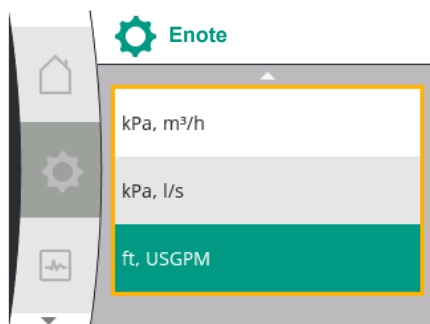 Enote
kPa, m³/h
kPa, l/s
ft, USGPM